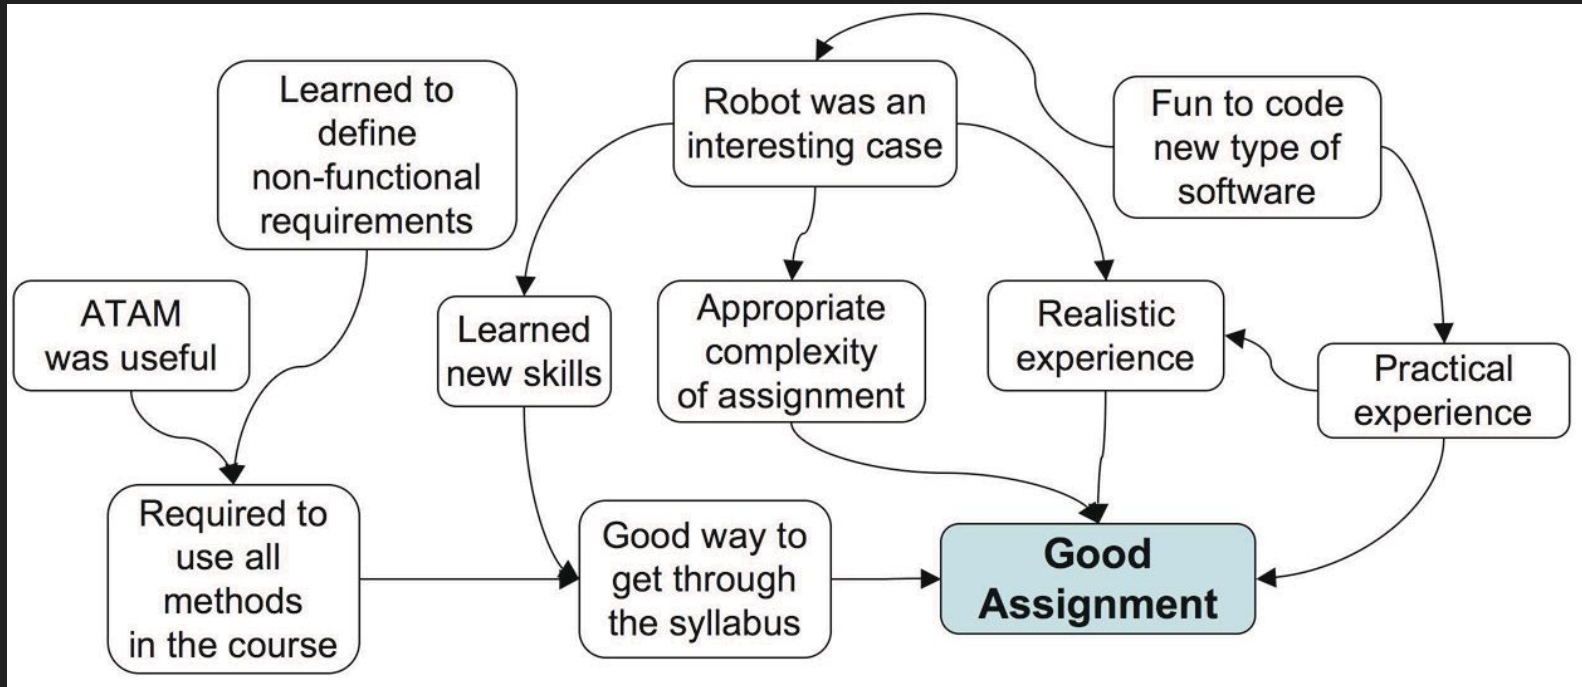 Learned to
define
non-functional
requirements
Robot was an
interesting case
Fun to code
new type of
software
ATAM
was useful
Learned
new skills
Appropriate
complexity
of assignment
Realistic
experience
Practical
experience
Required to
use all
methods
in the course
Good way to
get through
the syllabus
Good
Assignment